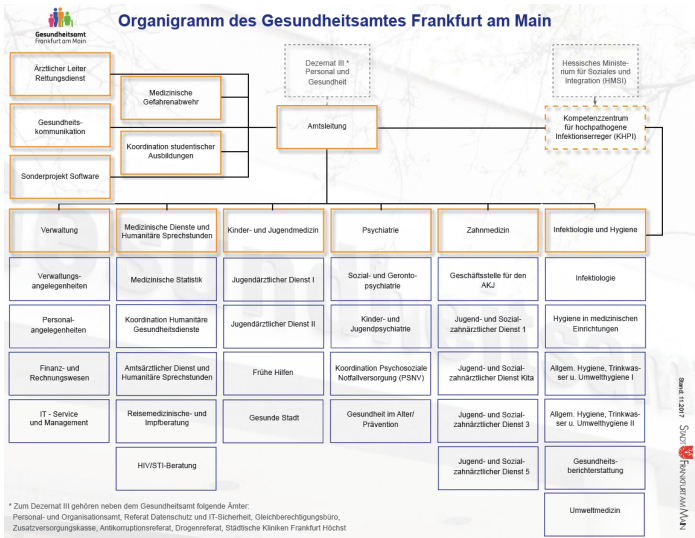 Organigramm des Gesundheitsamtes Frankfurt am Main
Gesundheitsamt
Frankfurt am Main
Ärztlicher Leiter
Rettungsdienst
Medizinische
Gefahrenabwehr
Gesundheits-
kommunikation
Koordination studentischer
Ausbildungen
Sonderprojekt Software
Dezernat III *
Personal und
Gesundheit
Amtsleitung
Hessisches Ministe-
rium für Soziales und
Integration (HMSI)
Kompetenzzentrum
für hochpathogene
Infektionserreger (KHPI)
Verwaltung
Verwaltungs-
angelegenheiten
Personal-
angelegenheiten
Finanz- und
Rechnungswesen
IT - Service
und Management
Medizinische Dienste und
Humanitäre Sprechstunden
Medizinische Statistik
Koordination Humanitäre
Gesundheitsdienste
Amtsärztlicher Dienst und
Humanitäre Sprechstunden
Reisemedizinische- und
Impfberatung
HIV/STI-Beratung
Kinder- und Jugendmedizin
Jugendärztlicher Dienst I
Jugendärztlicher Dienst II
Frühe Hilfen
Gesunde Stadt
Psychiatrie
Sozial- und Geronto-
psychiatrie
Kinder- und
Jugendpsychiatrie
Koordination Psychosoziale
Notfallversorgung (PSNV)
Gesundheit im Alter/
Prävention
Zahnmedizin
Geschäftsstelle für den
AKJ
Jugend- und Sozial-
zahnärztlicher Dienst 1
Jugend- und Sozial-
zahnärztlicher Dienst Kita
Jugend- und Sozial-
zahnärztlicher Dienst 3
Jugend- und Sozial-
zahnärztlicher Dienst 5
Infektiologie und Hygiene
Infektiologie
Hygiene in medizinischen
Einrichtungen
Allgem. Hygiene, Trinkwas-
ser u. Umwelthygiene I
Allgem. Hygiene, Trinkwas-
ser u. Umwelthygiene II
Gesundheits-
berichterstattung
Umweltmedizin
Stand: 11.2017
STADT FRANKFURT AM MAIN
* Zum Dezernat III gehören neben dem Gesundheitsamt folgende Ämter:
Personal- und Organisationsamt, Referat Datenschutz und IT-Sicherheit, Gleichberechtigungsbüro,
Zusatzversorgungskasse, Antikorruptionsreferat, Drogenreferat, Städtische Kliniken Frankfurt Höchst